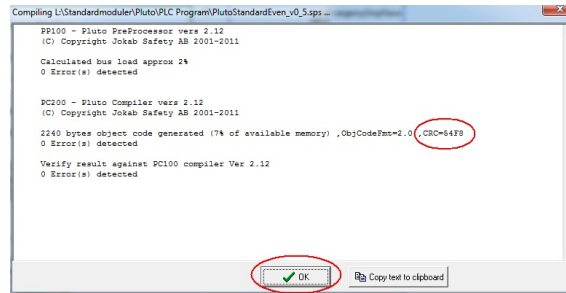 Compiling L:\Standardmoduler\Pluto\PLC Program\PlutoStandardEven_v0_5.sps ...
PP100 - Pluto PreProcessor vers 2.12
(C) Copyright Jokab Safety AB 2001-2011
Calculated bus load approx 2%
0 Error(s) detected
PC200 - Pluto Compiler vers 2.12
(C) Copyright Jokab Safety AB 2001-2011
2240 bytes object code generated (7% of available memory) ,ObjCodeFmt=2.0 ,CRC=64F8
0 Error(s) detected
Verify result against PC100 compiler Ver 2.12
0 Error(s) detected
OK
Copy text to clipboard